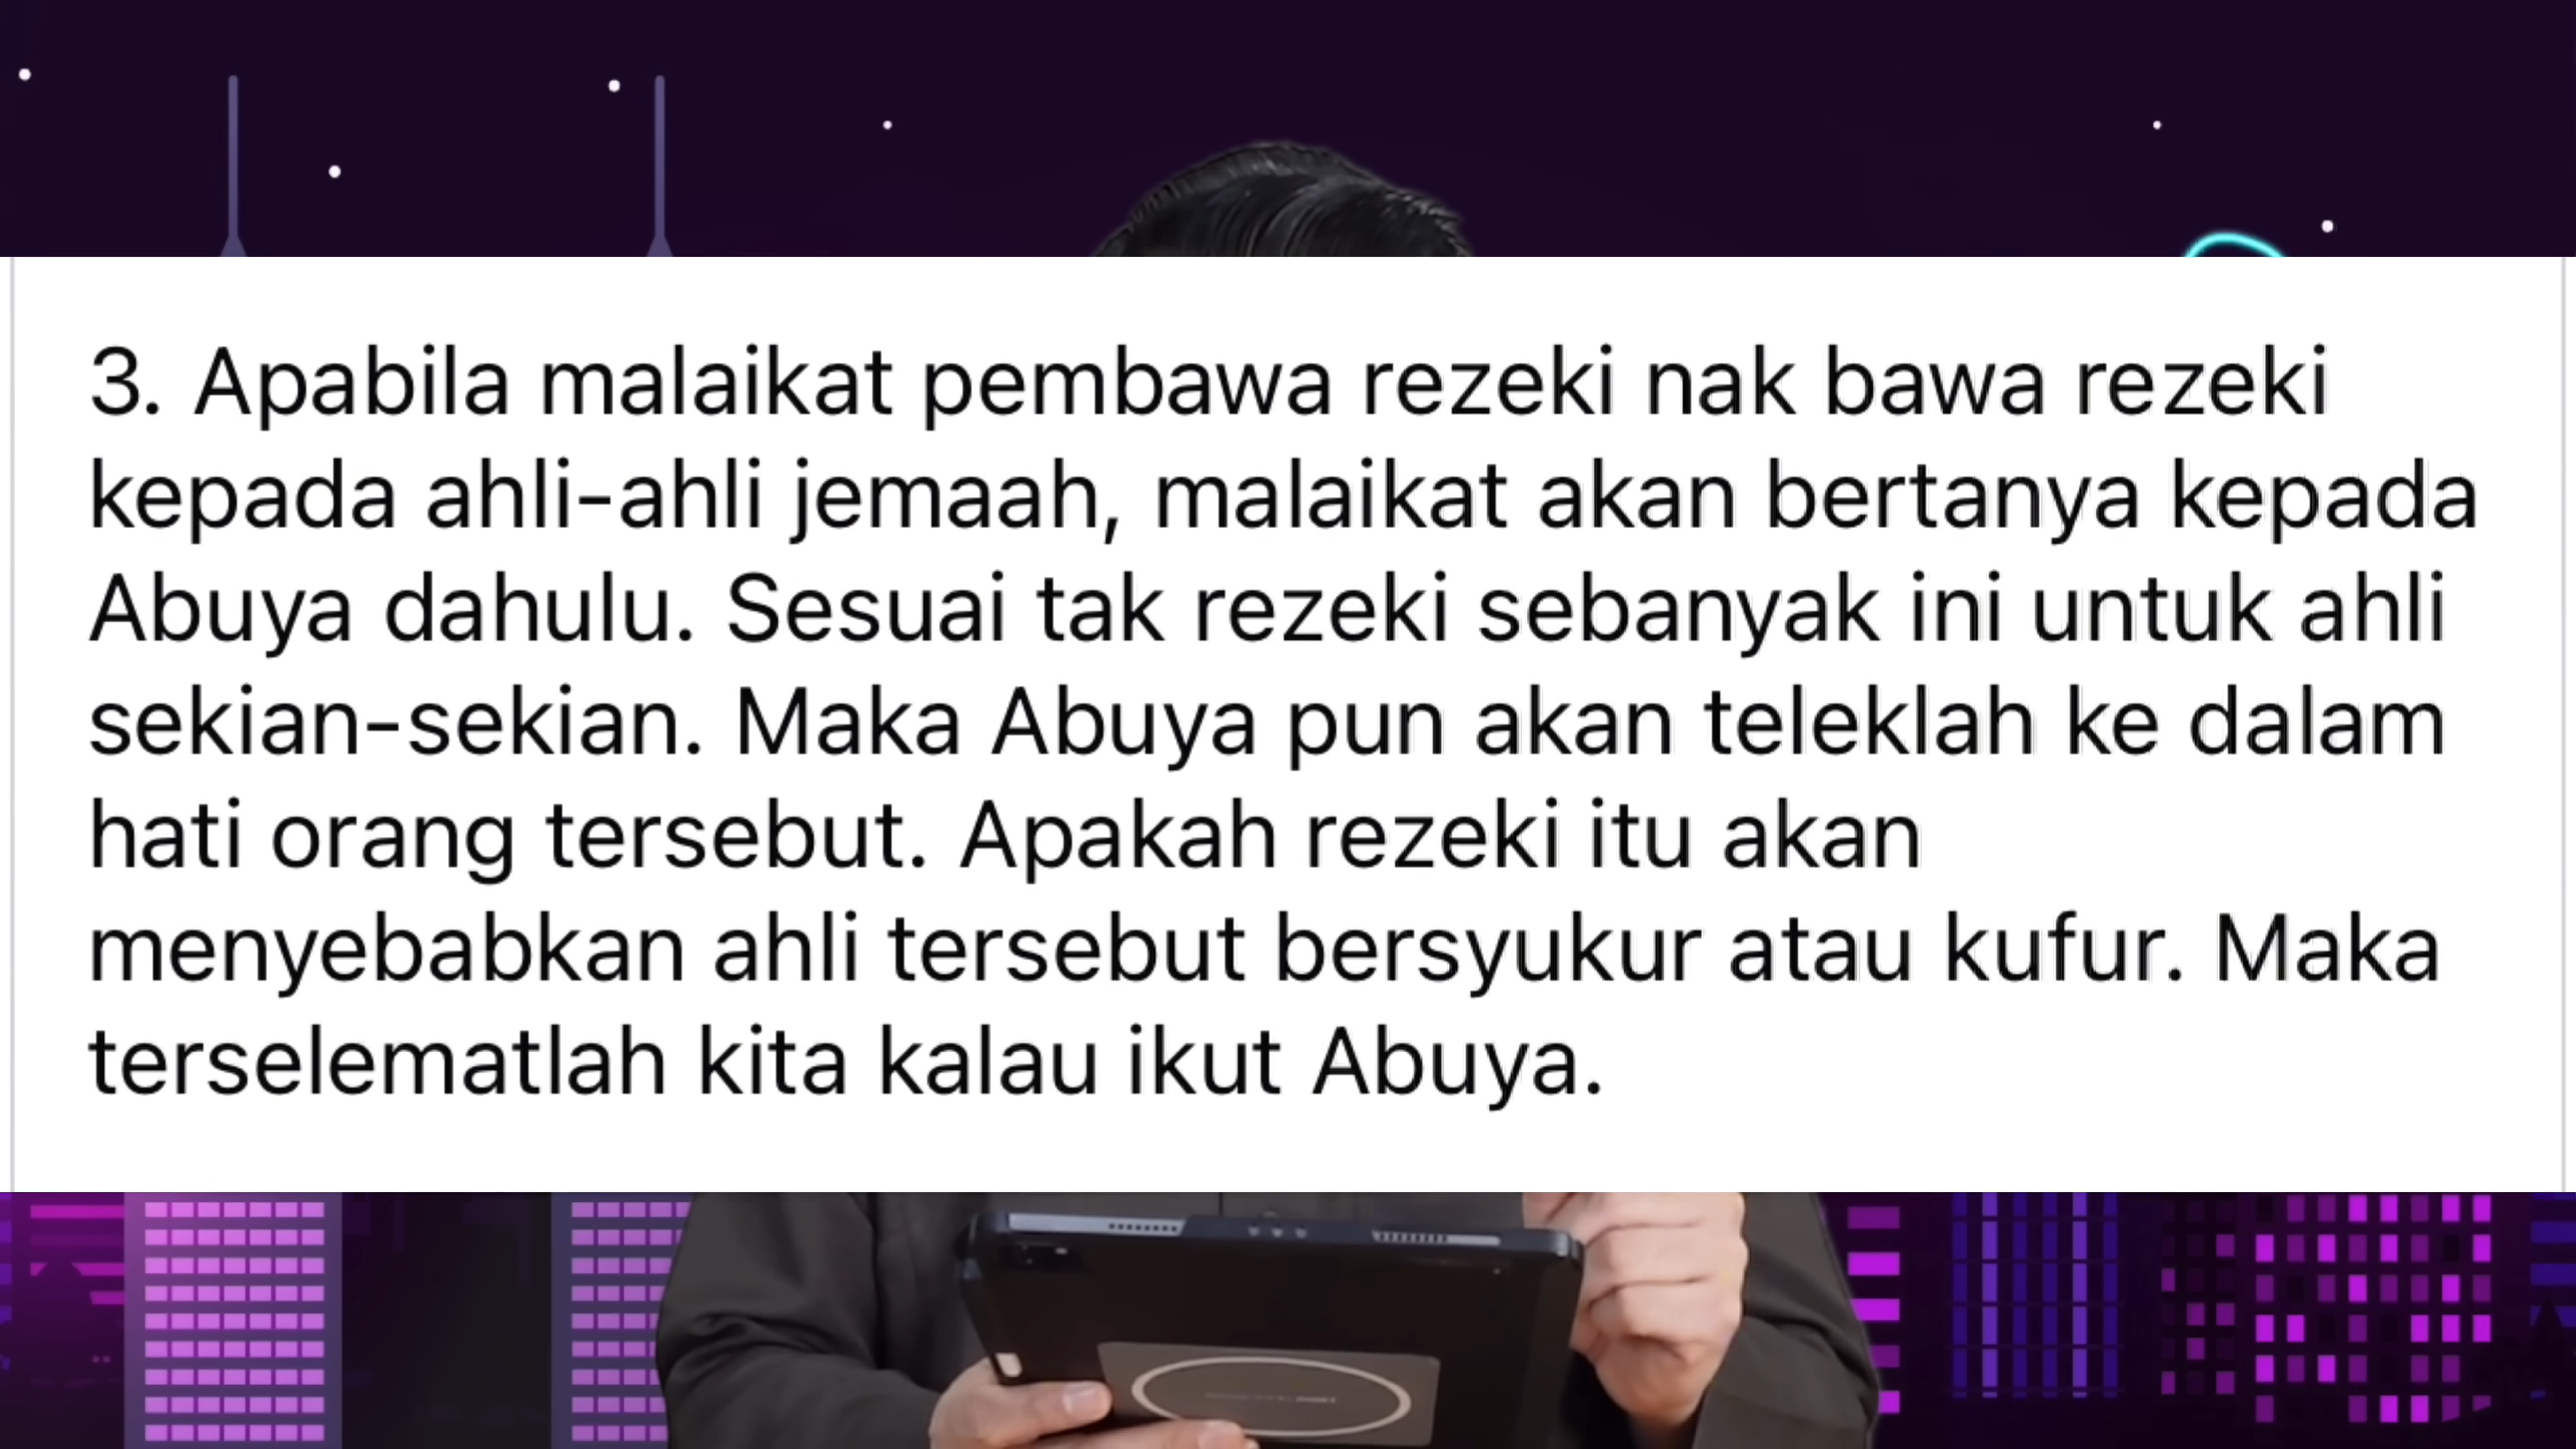 3. Apabila malaikat pembawa rezeki nak bawa rezeki
kepada ahli-ahli jemaah, malaikat akan bertanya kepada
Abuya dahulu. Sesuai tak rezeki sebanyak ini untuk ahli
sekian-sekian. Maka Abuya pun akan teleklah ke dalam
hati orang tersebut. Apakah rezeki itu akan
menyebabkan ahli tersebut bersyukur atau kufur. Maka
terselematlah kita kalau ikut Abuya.